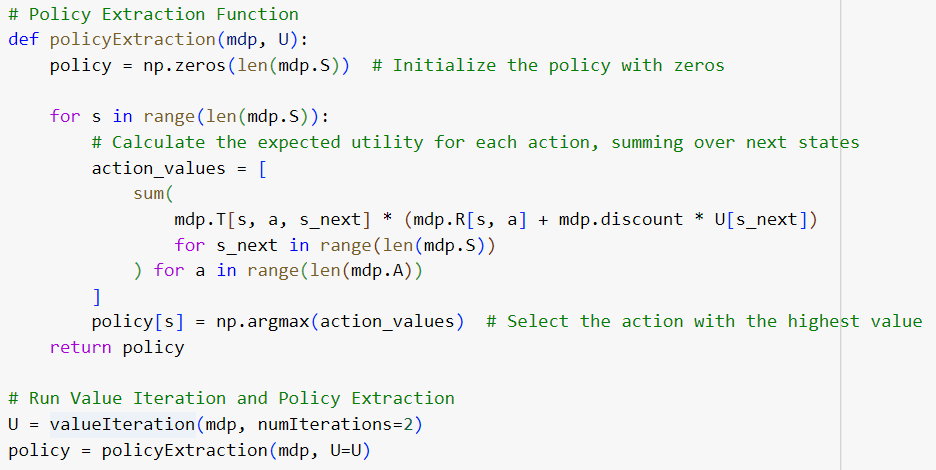 # Policy Extraction Function
def policyExtraction(mdp, U):
    policy = np.zeros(len(mdp.S))  # Initialize the policy with zeros

    for s in range(len(mdp.S)):
        # Calculate the expected utility for each action, summing over next states
        action_values = [
            sum(
                mdp.T[s, a, s_next] * (mdp.R[s, a] + mdp.discount * U[s_next])
                for s_next in range(len(mdp.S))
            ) for a in range(len(mdp.A))
        ]
        policy[s] = np.argmax(action_values)  # Select the action with the highest value
    return policy

# Run Value Iteration and Policy Extraction
U = valueIteration(mdp, numIterations=2)
policy = policyExtraction(mdp, U=U)